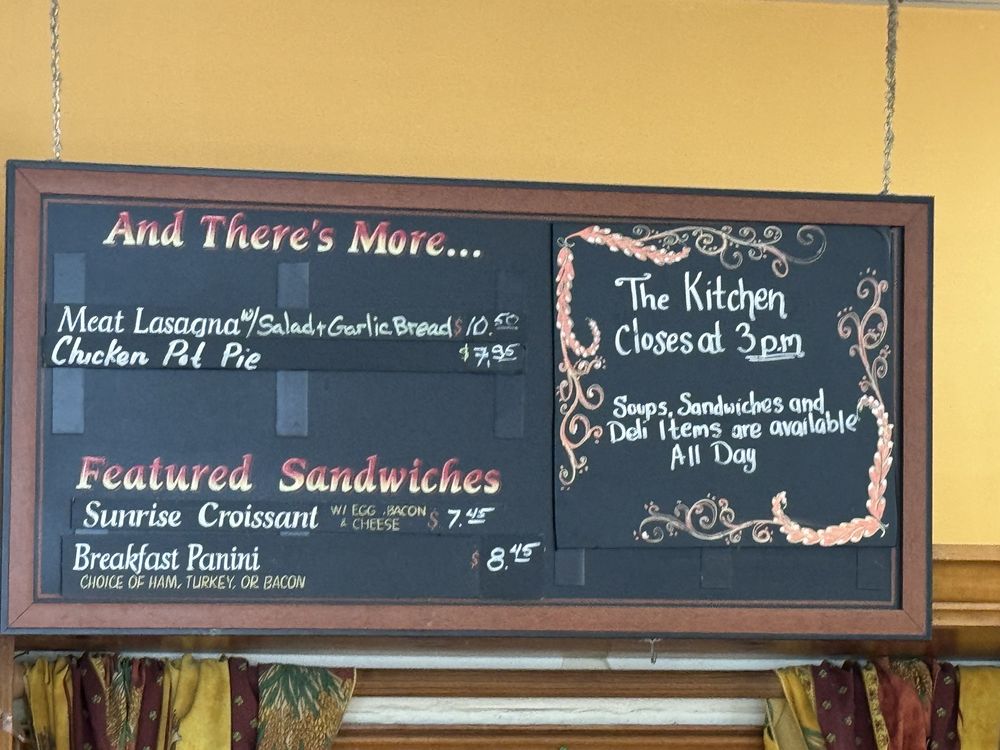 And There's More...
Meat Lasagna w/ Salad + Garlic Bread $10.50
Chicken Pot Pie $7.95
Featured Sandwiches
Sunrise Croissant W/ EGG, BACON & CHEESE $7.45
Breakfast Panini $8.45
CHOICE OF HAM, TURKEY, OR BACON
The Kitchen
Closes at 3p.m
Soups, Sandwiches and
Deli Items are available
All Day